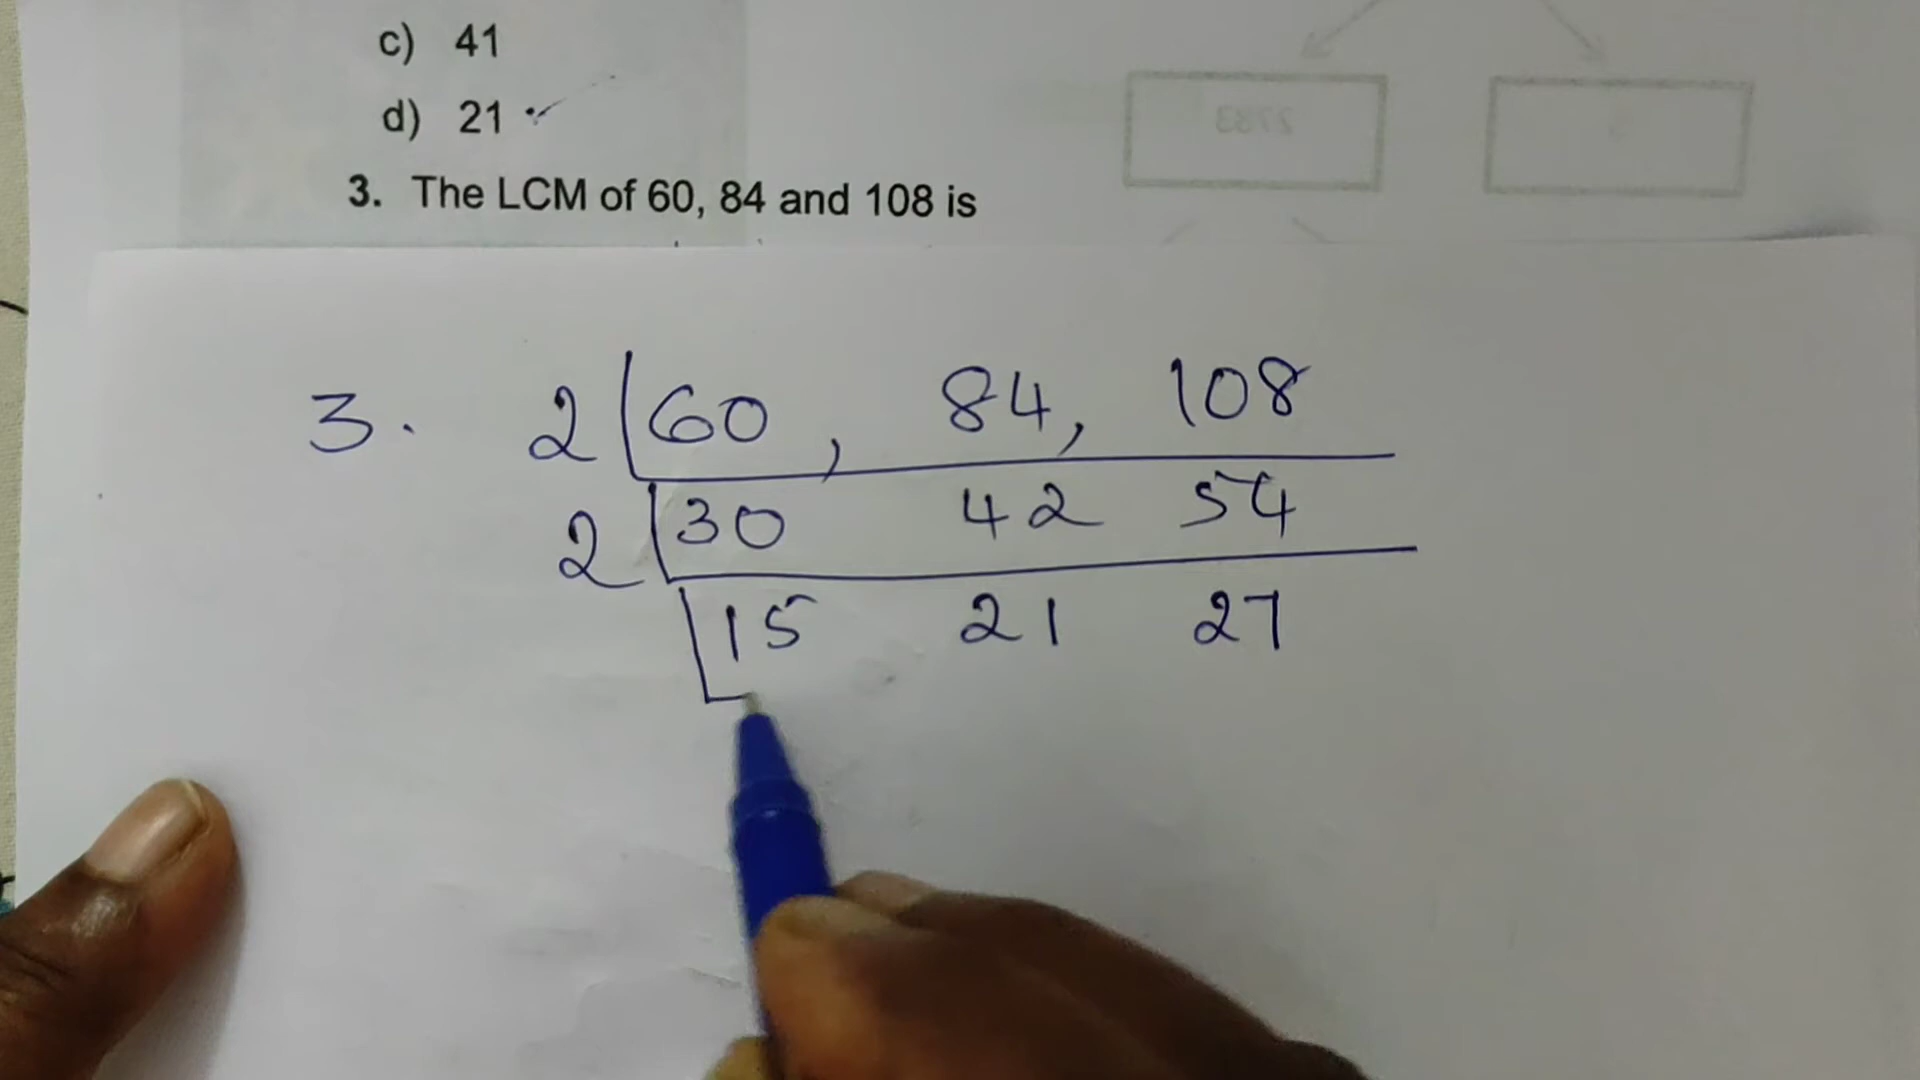 c) 41
d) 21
3. The LCM of 60, 84 and 108 is
3. 2 60, 84, 108
2 30 42 54
15 21 27